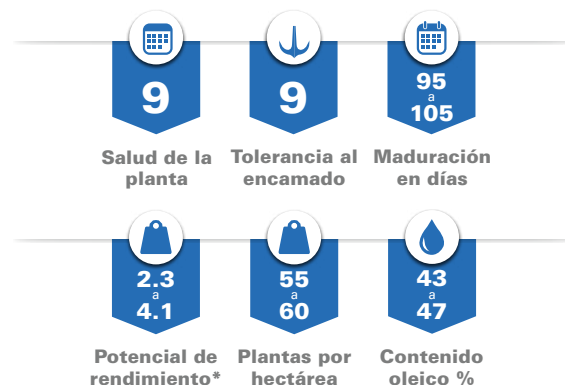 9
Salud de la
planta
9
Tolerancia al
encamado
95
a
105
Maduración
en días
2.3
a
4.1
Potencial de
rendimiento*
55
a
60
Plantas por
hectárea
43
a
47
Contenido
oleico %